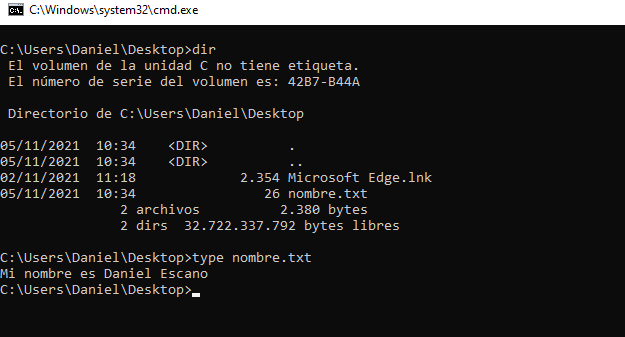 C:\Windows\system32\cmd.exe
C:\Users\Daniel\Desktop>dir
 El volumen de la unidad C no tiene etiqueta.
 El número de serie del volumen es: 42B7-B44A
 Directorio de C:\Users\Daniel\Desktop
05/11/2021  10:34    <DIR>          .
05/11/2021  10:34    <DIR>          ..
02/11/2021  11:18             2.354 Microsoft Edge.lnk
05/11/2021  10:34                26 nombre.txt
               2 archivos          2.380 bytes
               2 dirs  32.722.337.792 bytes libres
C:\Users\Daniel\Desktop>type nombre.txt
Mi nombre es Daniel Escano
C:\Users\Daniel\Desktop>_